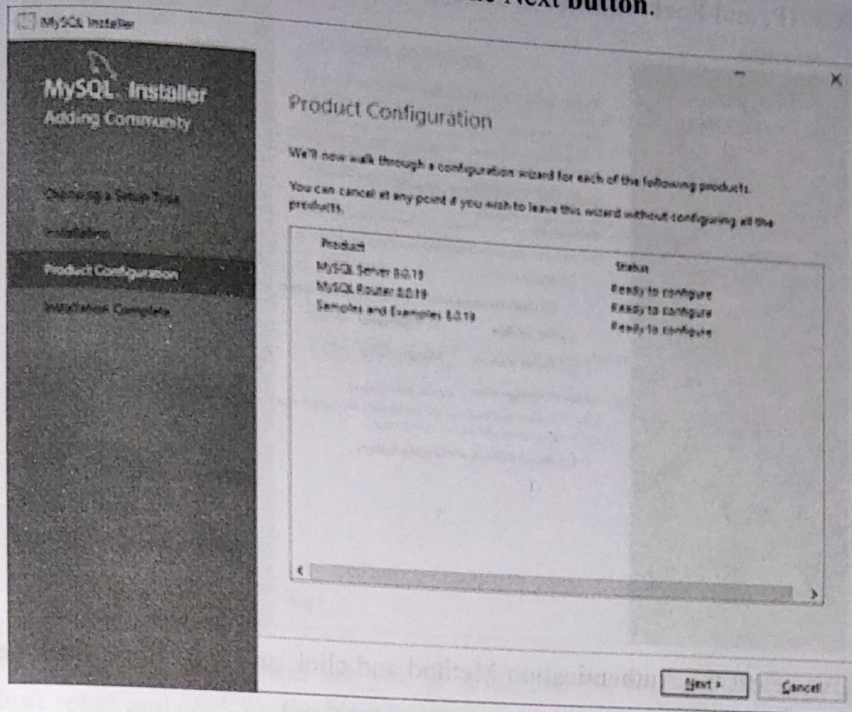 Next button.
MySQL Installer
MySQL. Installer
Adding Community
Choosing a Setup Type
Installation
Product Configuration
Installation Complete
Product Configuration
We'll now walk through a configuration wizard for each of the following products.
You can cancel at any point if you wish to leave this wizard without configuring all the
products.
Product Status
MySQL Server 8.0.19 Ready to configure
MySQL Router 8.0.19 Ready to configure
Samples and Examples 8.0.19 Ready to configure
Next > Cancel